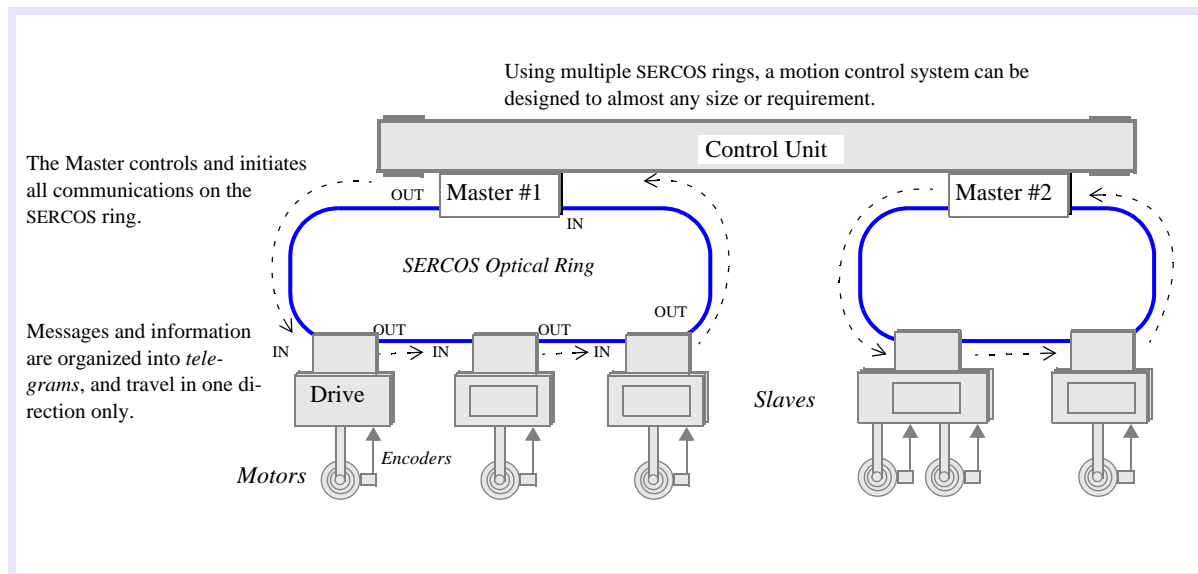 Using multiple SERCOS rings, a motion control system can be
designed to almost any size or requirement.
Control Unit
The Master controls and initiates
all communications on the
SERCOS ring.
OUT
Master #1
IN
Master #2
SERCOS Optical Ring
Messages and information
are organized into tele-
grams, and travel in one di-
rection only.
IN
OUT
IN
OUT
IN
OUT
Drive
Slaves
Encoders
Motors